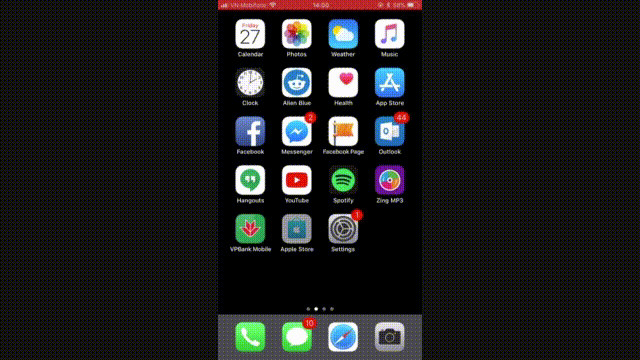 VN Mobifone 14:00 58%
Friday
27
Calendar Photos Weather Music
Clock Alien Blue Health App Store
2 44
Facebook Messenger Facebook Page Outlook
Hangouts YouTube Spotify Zing MP3
1
VPBank Mobile Apple Store Settings
10